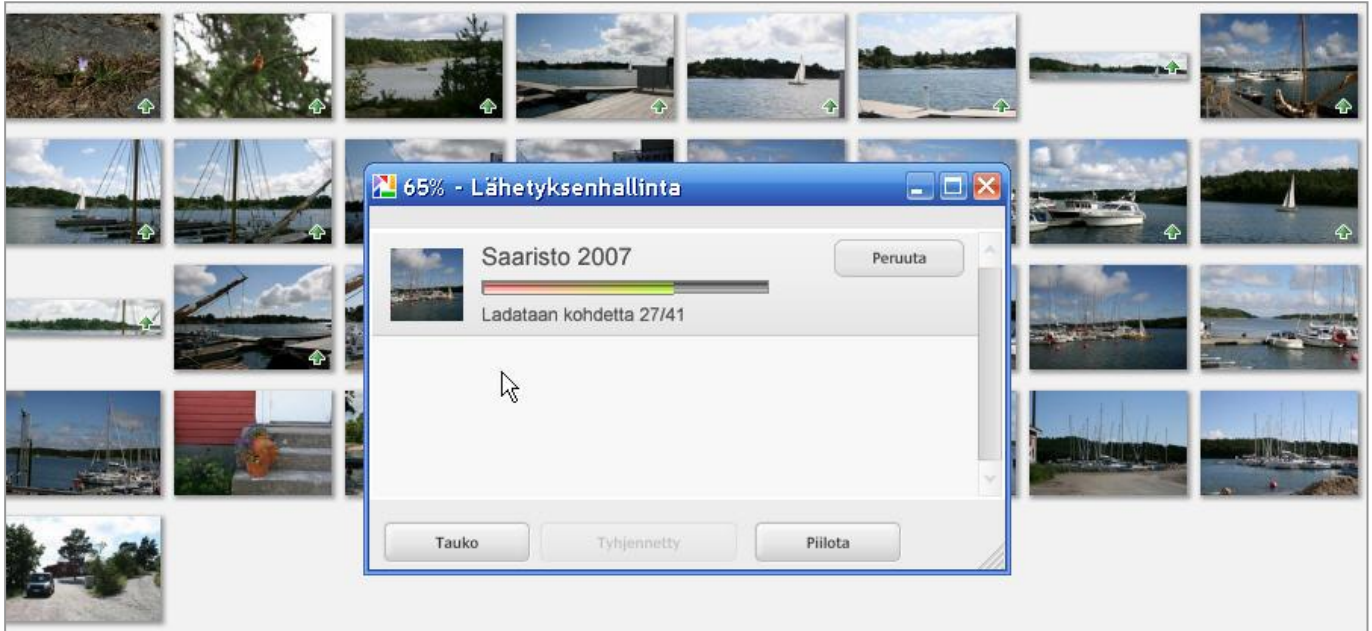 65% - Lähetyksenhallinta
Saaristo 2007
Peruuta
Ladataan kohdetta 27/41
Tauko
Tyhjennetty
Piilota